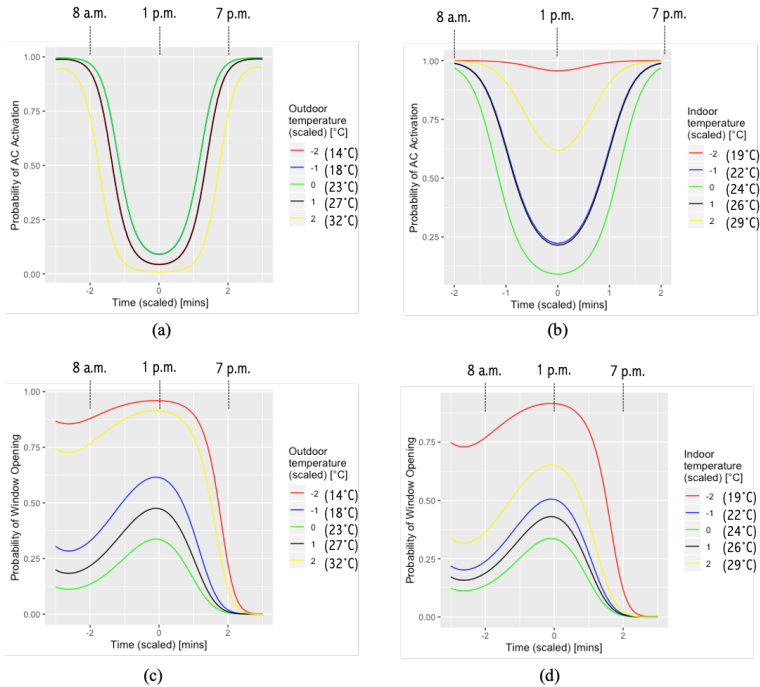 8 a.m. 1 p.m. 7 p.m.
1.00
0.75
0.50
0.25
0.00
Probability of AC Activation
-2 0 2
Time (scaled) [mins]
Outdoor
temperature
(scaled) [°C]
-2 (14°C)
-1 (18°C)
0 (23°C)
1 (27°C)
2 (32°C)
(a)
8 a.m. 1 p.m. 7 p.m.
1.00
0.75
0.50
0.25
Probability of AC Activation
-2 -1 0 1 2
Time (scaled) [mins]
Indoor
temperature
(scaled) [°C]
-2 (19°C)
-1 (22°C)
0 (24°C)
1 (26°C)
2 (29°C)
(b)
8 a.m. 1 p.m. 7 p.m.
1.00
0.75
0.50
0.25
0.00
Probability of Window Opening
-2 0 2
Time (scaled) [mins]
Outdoor
temperature
(scaled) [°C]
-2 (14°C)
-1 (18°C)
0 (23°C)
1 (27°C)
2 (32°C)
(c)
8 a.m. 1 p.m. 7 p.m.
0.75
0.50
0.25
0.00
Probability of Window Opening
-2 0 2
Time (scaled) [mins]
Indoor
temperature
(scaled) [°C]
-2 (19°C)
-1 (22°C)
0 (24°C)
1 (26°C)
2 (29°C)
(d)